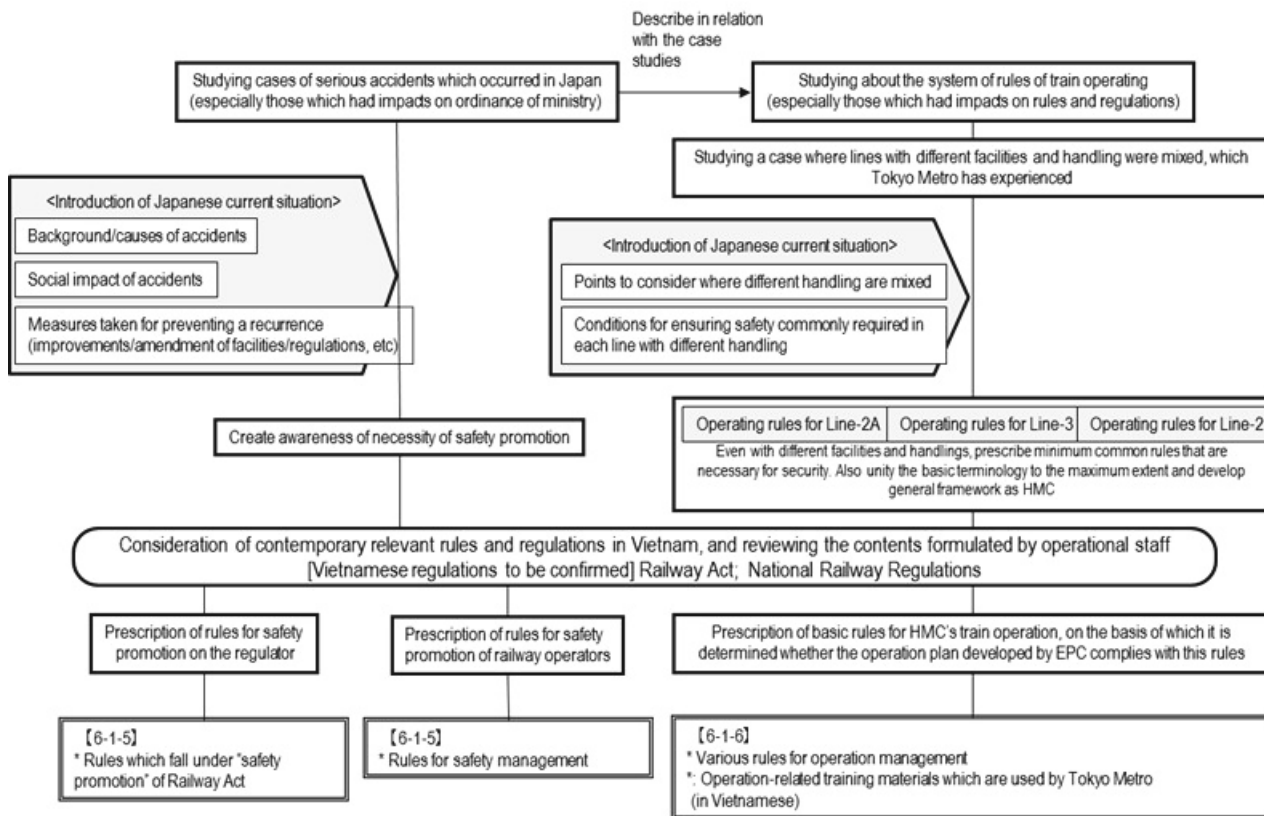 Describe in relation
with the case
studies
Studying cases of serious accidents which occurred in Japan
(especially those which had impacts on ordinance of ministry)
Studying about the system of rules of train operating
(especially those which had impacts on rules and regulations)
Studying a case where lines with different facilities and handling were mixed, which
Tokyo Metro has experienced
<Introduction of Japanese current situation>
Background/causes of accidents
Social impact of accidents
Measures taken for preventing a recurrence
(improvements/amendment of facilities/regulations, etc)
<Introduction of Japanese current situation>
Points to consider where different handling are mixed
Conditions for ensuring safety commonly required in
each line with different handling
Create awareness of necessity of safety promotion
Operating rules for Line-2A
Operating rules for Line-3
Operating rules for Line-2
Even with different facilities and handlings, prescribe minimum common rules that are
necessary for security. Also unity the basic terminology to the maximum extent and develop
general framework as HMC
Consideration of contemporary relevant rules and regulations in Vietnam, and reviewing the contents formulated by operational staff
[Vietnamese regulations to be confirmed] Railway Act; National Railway Regulations
Prescription of rules for safety
promotion on the regulator
Prescription of rules for safety
promotion of railway operators
Prescription of basic rules for HMC's train operation, on the basis of which it is
determined whether the operation plan developed by EPC complies with this rules
【6-1-5】
* Rules which fall under "safety
promotion" of Railway Act
【6-1-5】
* Rules for safety management
【6-1-6】
* Various rules for operation management
*: Operation-related training materials which are used by Tokyo Metro
(in Vietnamese)